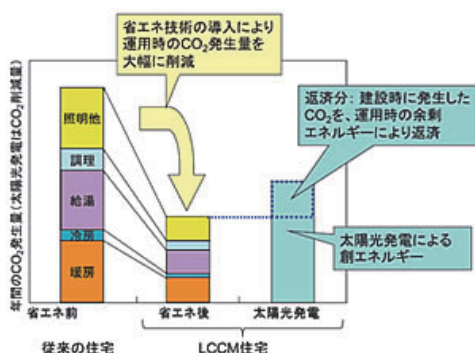 省エネ技術の導入により
運用時のCO₂発生量を
大幅に削減
返済分：建設時に発生した
CO₂を、運用時の余剰
エネルギーにより返済
太陽光発電による
創エネルギー
年間のCO₂発生量(太陽光発電はCO₂削減量)
照明他
調理
給湯
冷房
暖房
省エネ前
省エネ後
太陽光発電
従来の住宅
LCCM住宅